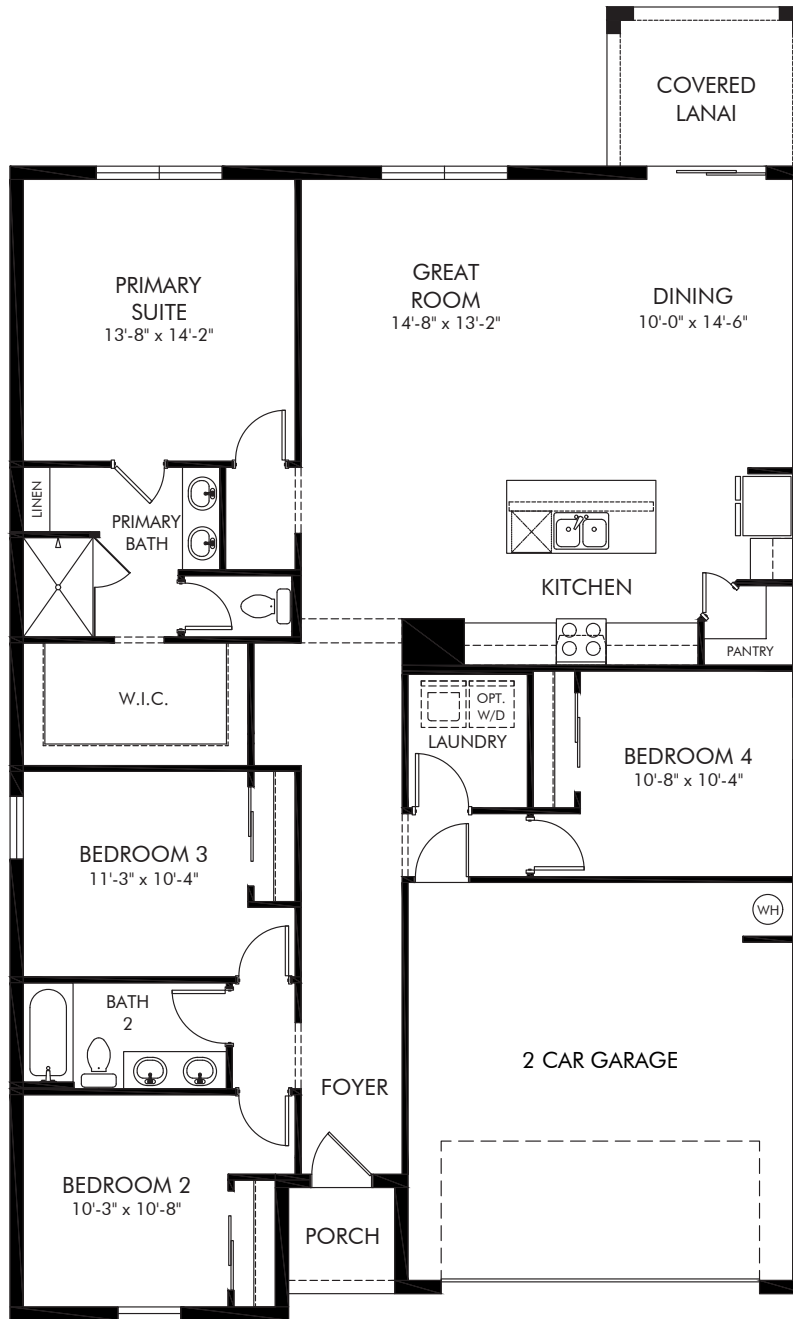 COVERED
LANAI
PRIMARY
SUITE
13'-8" x 14'-2"
GREAT
ROOM
14'-8" x 13'-2"
DINING
10'-0" x 14'-6"
LINEN
PRIMARY
BATH
KITCHEN
PANTRY
W.I.C.
OPT.
W/D
LAUNDRY
BEDROOM 4
10'-8" x 10'-4"
BEDROOM 3
11'-3" x 10'-4"
WH
BATH
2
2 CAR GARAGE
FOYER
BEDROOM 2
10'-3" x 10'-8"
PORCH